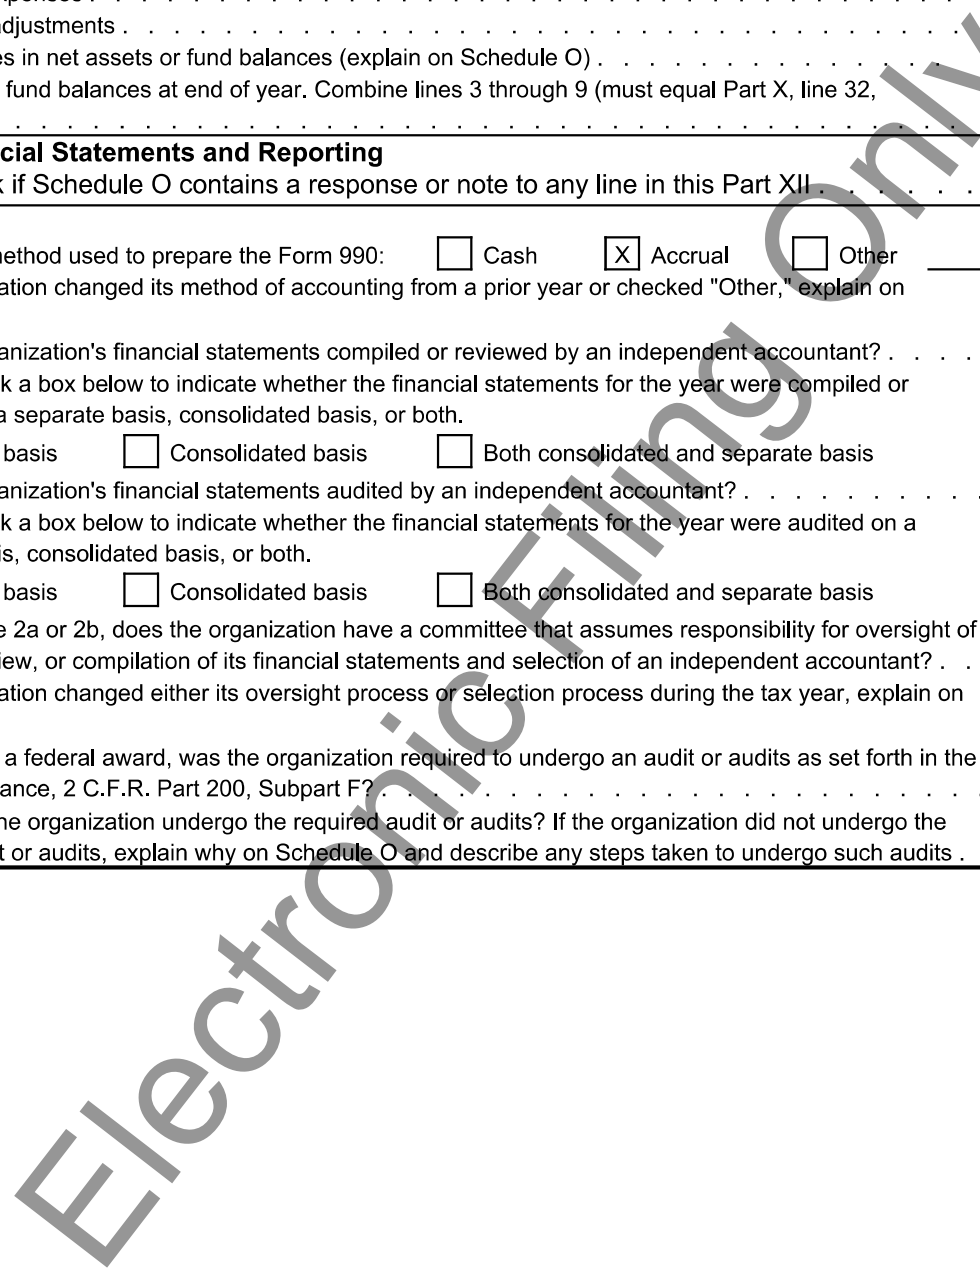 adjustments . . . . . . . . . . . . . . . . . . . . . . . . . . . .
es in net assets or fund balances (explain on Schedule O) . . . . . . . . . . . . .
fund balances at end of year. Combine lines 3 through 9 (must equal Part X, line 32,
cial Statements and Reporting
k if Schedule O contains a response or note to any line in this Part XII . . . . . .
method used to prepare the Form 990: Cash X Accrual Other
ation changed its method of accounting from a prior year or checked "Other," explain on
anization's financial statements compiled or reviewed by an independent accountant? . . . .
k a box below to indicate whether the financial statements for the year were compiled or
a separate basis, consolidated basis, or both.
basis Consolidated basis Both consolidated and separate basis
anization's financial statements audited by an independent accountant? . . . . . . . . .
k a box below to indicate whether the financial statements for the year were audited on a
is, consolidated basis, or both.
basis Consolidated basis Both consolidated and separate basis
e 2a or 2b, does the organization have a committee that assumes responsibility for oversight of
iew, or compilation of its financial statements and selection of an independent accountant? . .
ation changed either its oversight process or selection process during the tax year, explain on
a federal award, was the organization required to undergo an audit or audits as set forth in the
ance, 2 C.F.R. Part 200, Subpart F? . . . . . . . . . . . . . . . . . . .
he organization undergo the required audit or audits? If the organization did not undergo the
t or audits, explain why on Schedule O and describe any steps taken to undergo such audits .
Electronic Filing Only